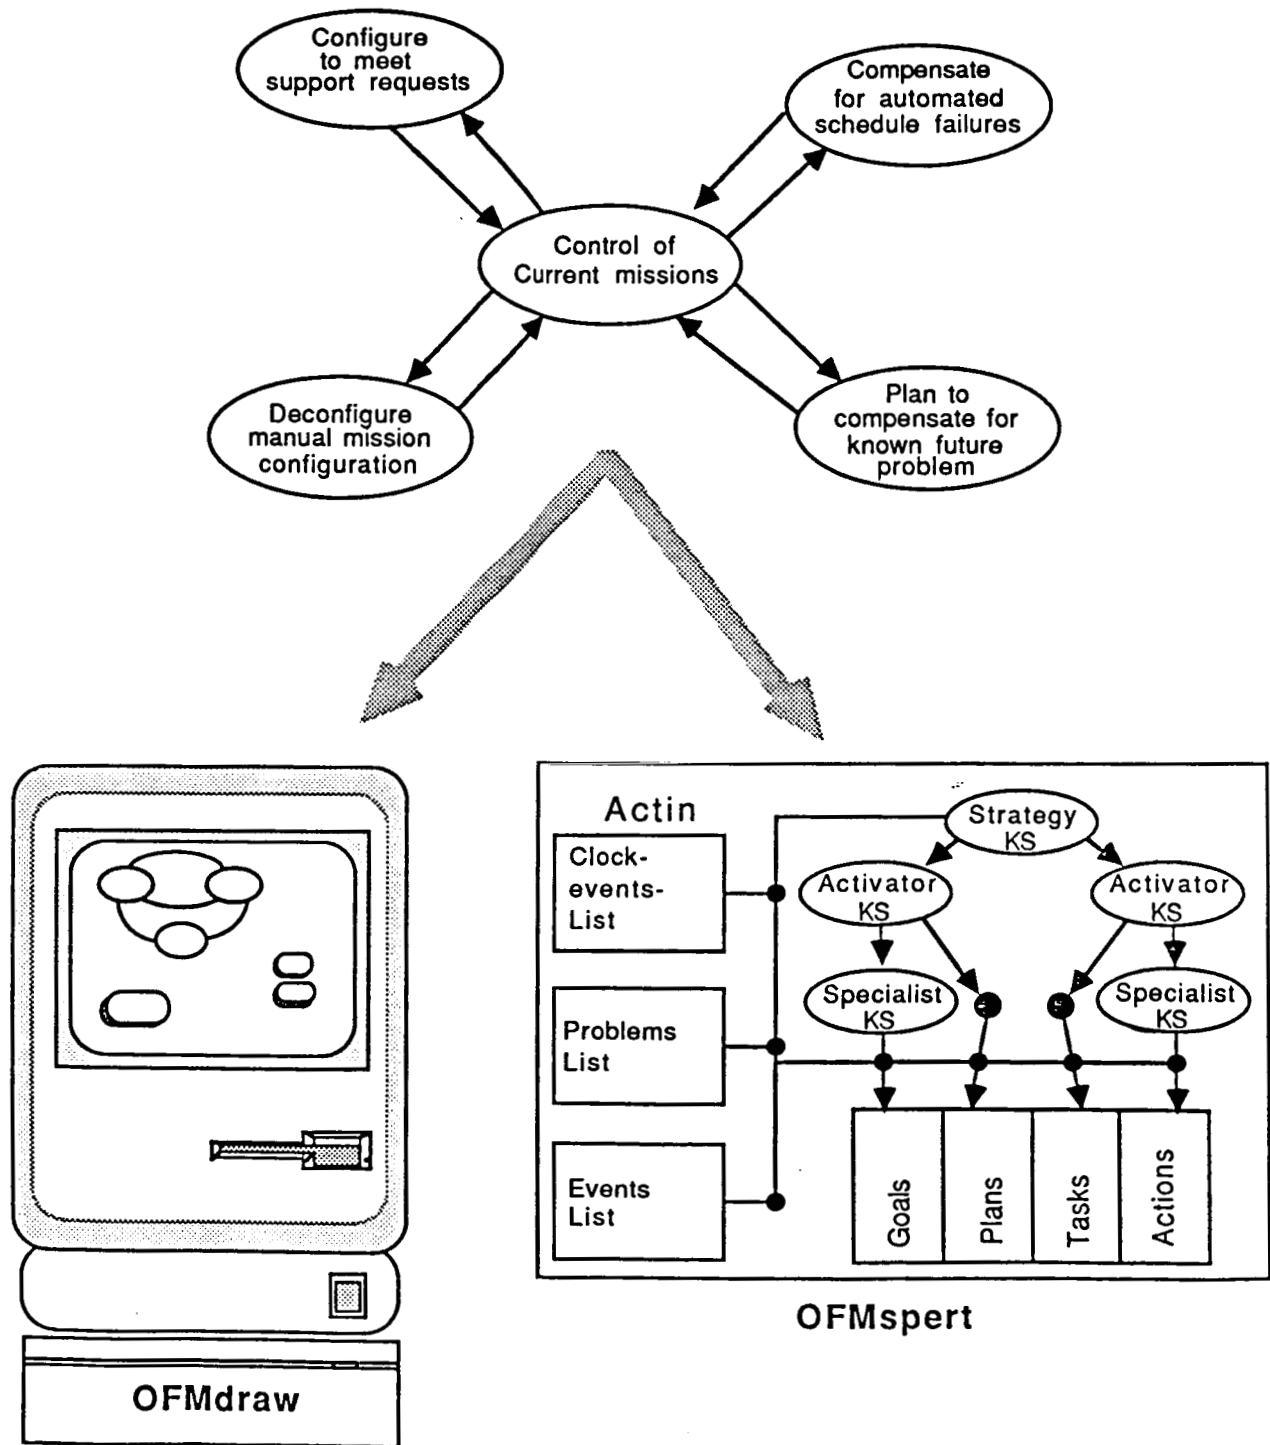 Configure
to meet
support requests
Compensate
for automated
schedule failures
Control of
Current missions
Deconfigure
manual mission
configuration
Plan to
compensate for
known future
problem
Actin
Clock-
events-
List
Problems
List
Events
List
Strategy
KS
Activator
KS
Activator
KS
Specialist
KS
Specialist
KS
Goals
Plans
Tasks
Actions
OFMspert
OFMdraw